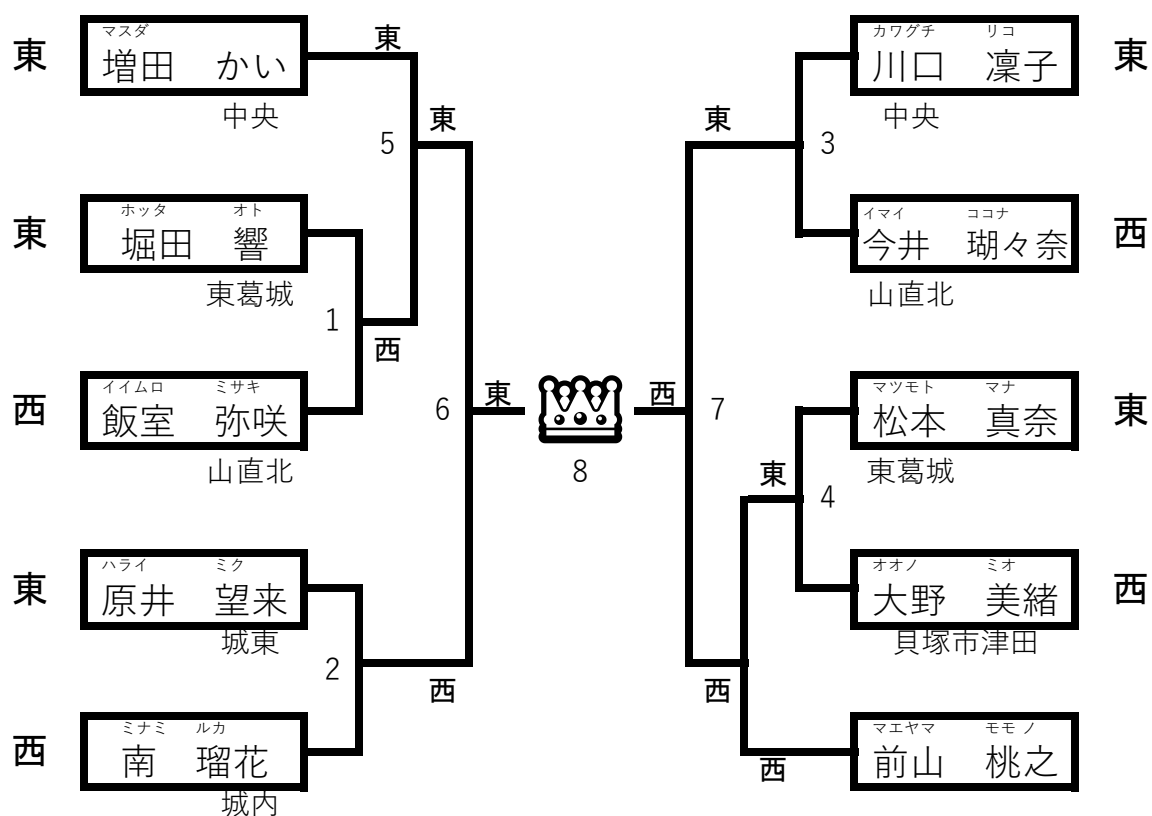 マスダ
東 増田 かい
中央
東
5
東
ホッタ オト
東 堀田 響
東葛城
1
西
イイムロ ミサキ
西 飯室 弥咲
山直北
6
東
ハライ ミク
東 原井 望来
城東
2
西
ミナミ ルカ
西 南 瑠花
城内
8
カワグチ リコ
川口 凜子 東
中央
東
3
イマイ ココナ
今井 瑚々奈 西
山直北
西
7
マツモト マナ
松本 真奈 東
東葛城
東
4
オオノ ミオ
大野 美緒 西
貝塚市津田
西
マエヤマ モモノ
前山 桃之
西